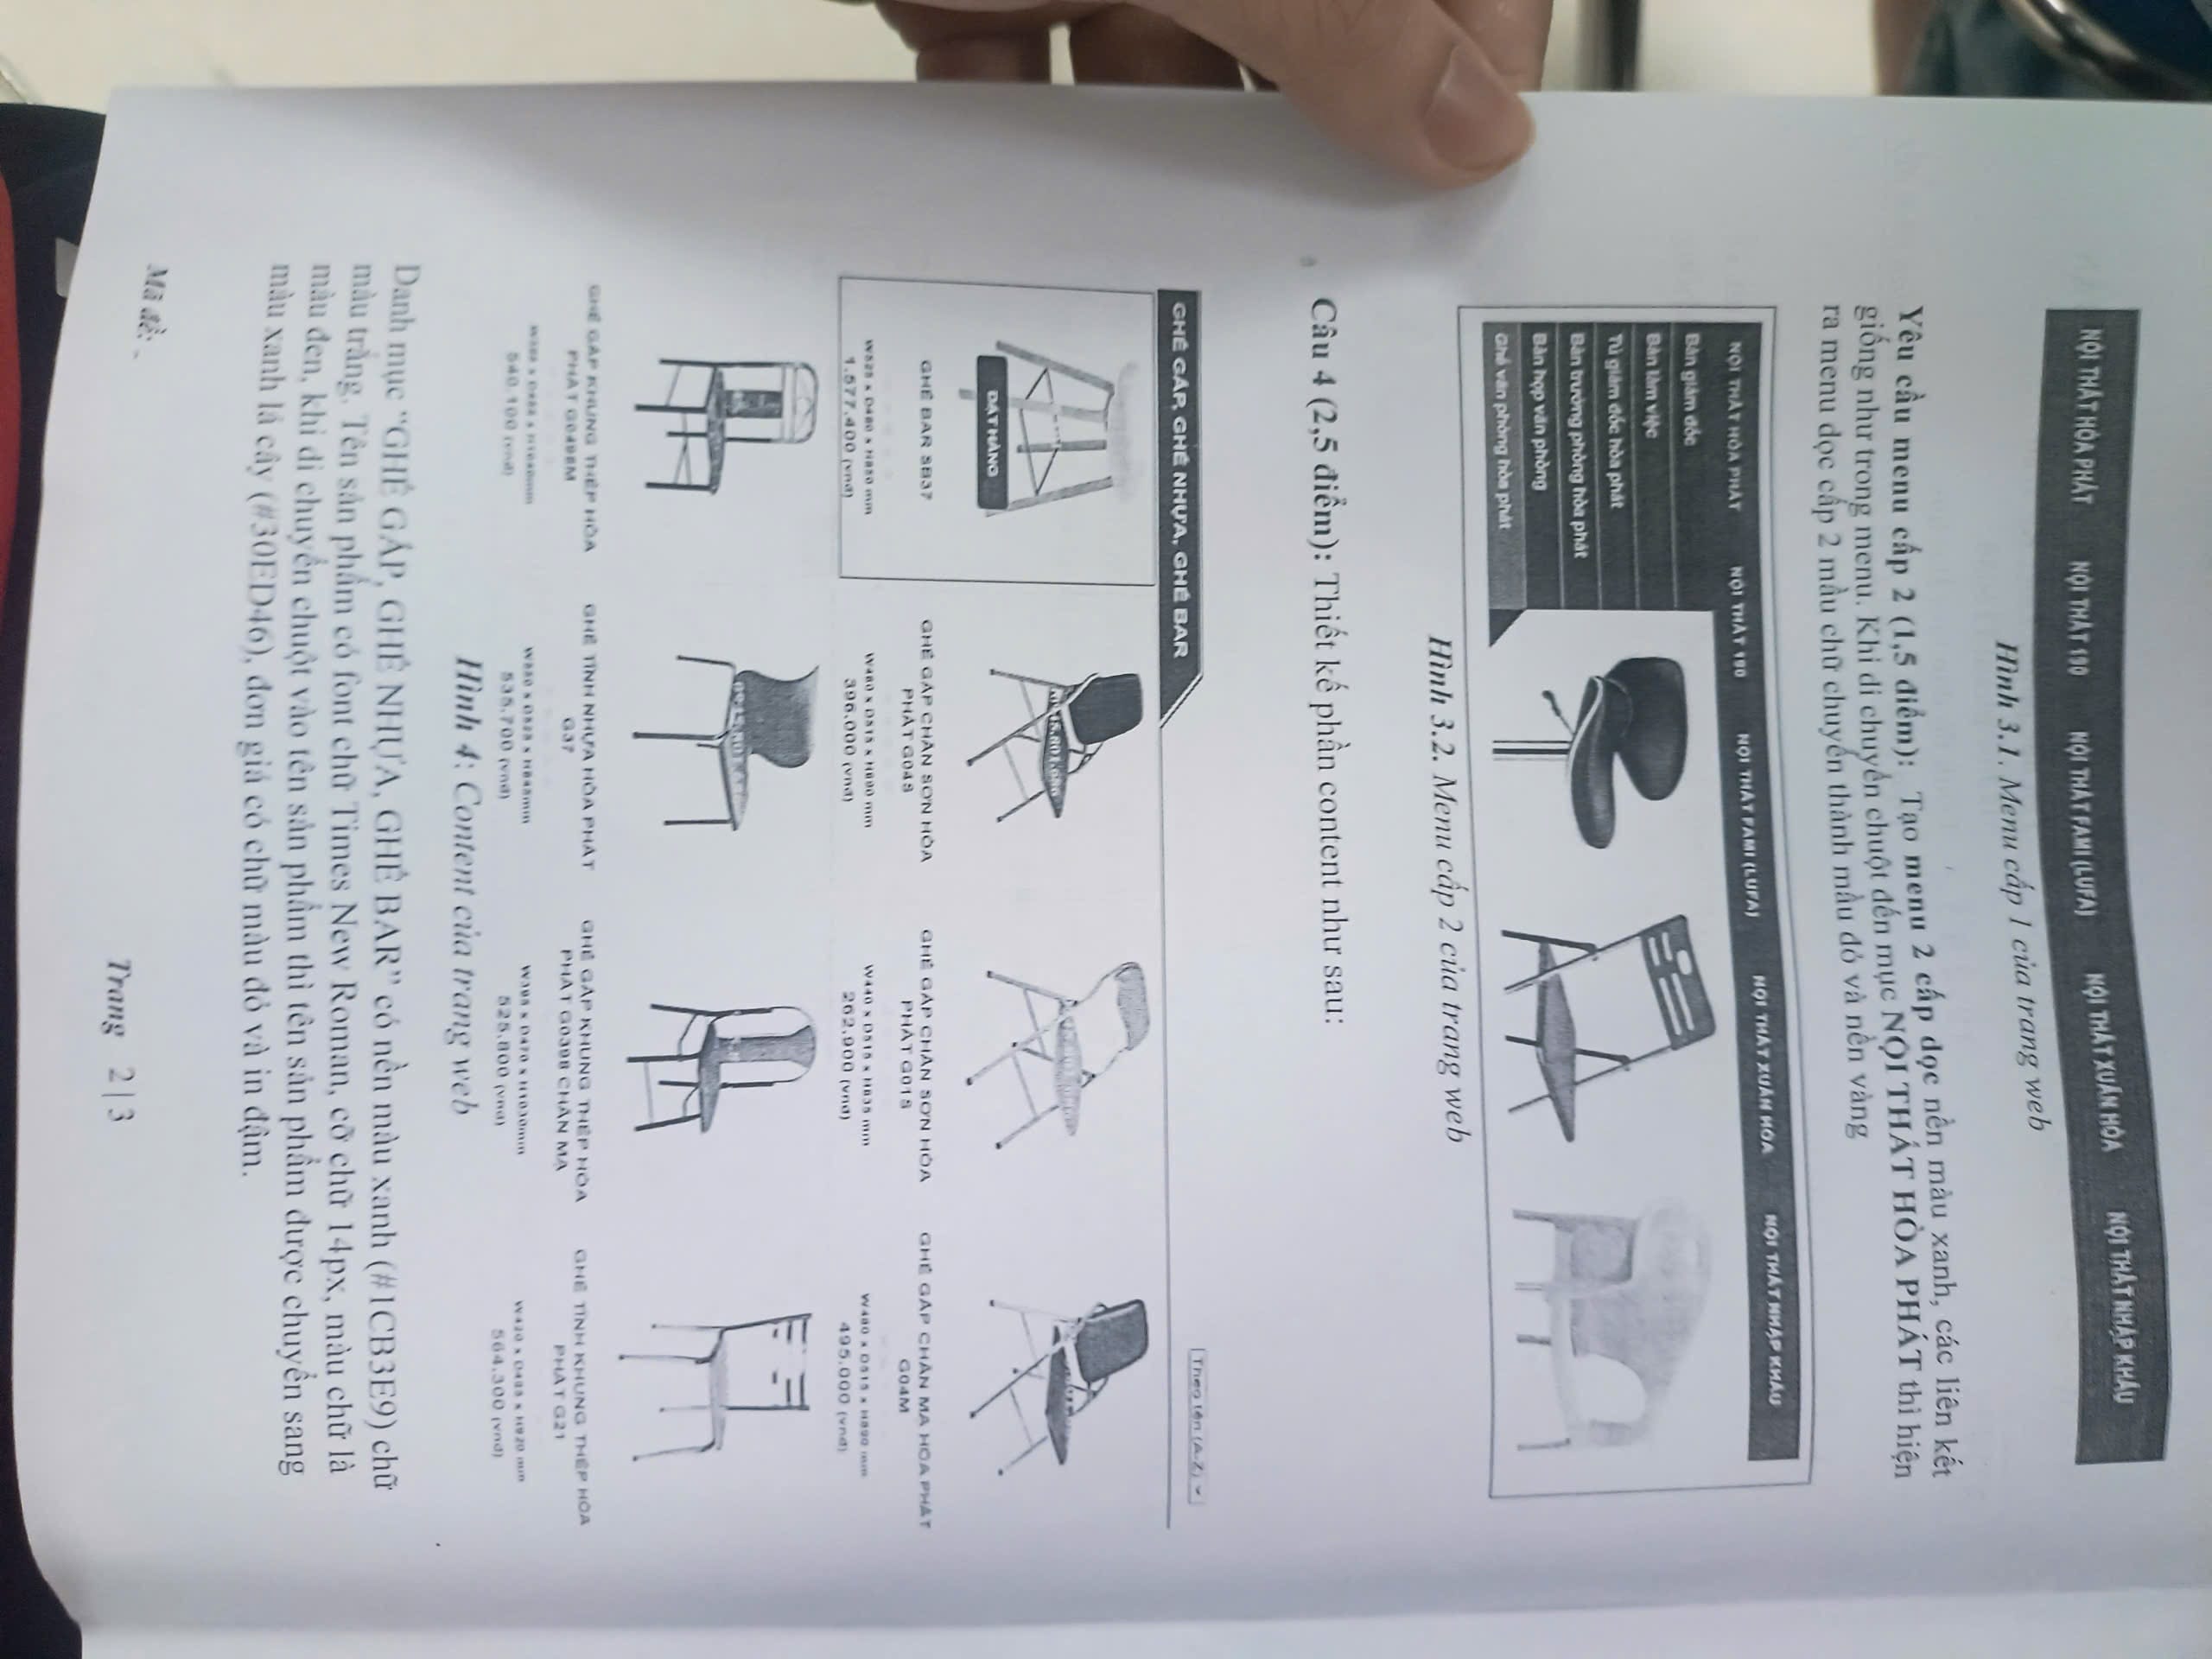 NỘI THẤT HÒA PHÁT NỘI THẤT 190 NỘI THẤT FAMI (LUFA) NỘI THẤT XUÂN HÒA NỘI THẤT NHẬP KHẨU
Hình 3.1. Menu cấp 1 của trang web
Yêu cầu menu cấp 2 (1,5 điểm): Tạo menu 2 cấp dọc nền màu xanh, các liên kết
giống như trong menu. Khi di chuyển chuột đến mục NỘI THẤT HÒA PHÁT thì hiện
ra menu dọc cấp 2 mầu chữ chuyển thành mầu đỏ và nền vàng
NỘI THẤT HÒA PHÁT NỘI THẤT 190 NỘI THẤT FAMI (LUFA) NỘI THẤT XUÂN HÒA NỘI THẤT NHẬP KHẨU
Bàn giám đốc
Bàn làm việc
Tủ giám đốc hòa phát
Bàn trưởng phòng hòa phát
Bàn họp văn phòng
Ghế văn phòng hòa phát
Hình 3.2. Menu cấp 2 của trang web
Câu 4 (2,5 điểm): Thiết kế phần content như sau:
Theo tên (A-Z)
GHẾ GẤP, GHẾ NHỰA, GHẾ BAR
ĐẶT HÀNG
GHẾ BAR SB37
W525 x D480 x H850 mm
1.577.400 (vnđ)
GHẾ GẤP CHÂN SƠN HÒA
PHÁT G04S
W480 x D515 x H890 mm
396.000 (vnđ)
GHẾ GẤP CHÂN SƠN HÒA
PHÁT G01S
W440 x D515 x H835 mm
262.900 (vnđ)
GHẾ GẤP CHÂN MẠ HÒA PHÁT
G04M
W480 x D515 x H890 mm
495.000 (vnđ)
GHẾ GẤP KHUNG THÉP HÒA
PHÁT
540.100 (vnđ)
GHẾ TĨNH NHỰA HÒA PHÁT
G37
W550 x D525 x H845mm
535.700 (vnđ)
GHẾ GẤP KHUNG THÉP HÒA
PHÁT G039B CHÂN MẠ
W395 x D470 x H1030mm
525.800 (vnđ)
GHẾ TĨNH KHUNG THÉP HÒA
PHÁT G21
564.300 (vnđ)
Hình 4: Content của trang web
Danh mục "GHẾ GẤP, GHẾ NHỰA, GHẾ BAR" có nền màu xanh (#1CB3E9) chữ
màu trắng. Tên sản phẩm có font chữ Times New Roman, cỡ chữ 14px, màu chữ là
màu đen, khi di chuyển chuột vào tên sản phẩm thì tên sản phẩm được chuyển sang
màu xanh lá cây (#30ED46), đơn giá có chữ màu đỏ và in đậm.
Mã đề:
Trang 2 | 3